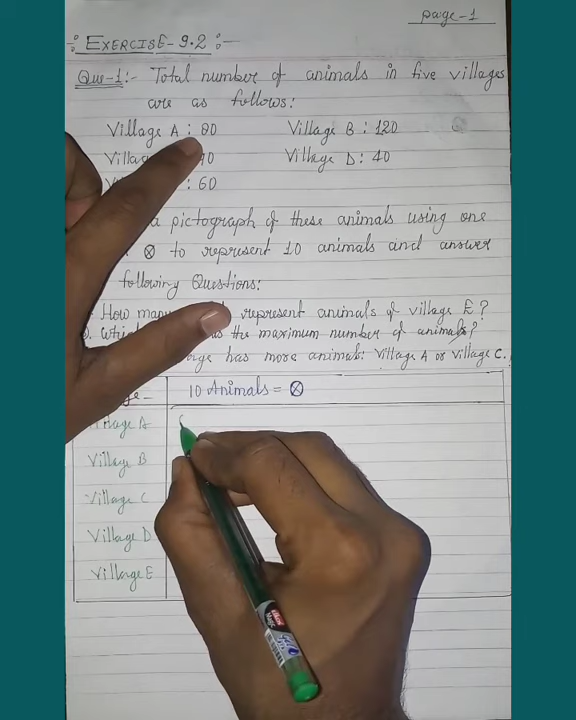 page-1
:EXERCISE-9.2:-
Que-1:- Total number of animals in five villages
are as follows:
Village A : 80 Village B : 120
Village D : 40
: 60
a pictograph of these animals using one
⊗ to represent 10 animals and answer
following Questions:
How many represent animals of village E?
the maximum number of animals?
has more animals: Village A or Village C.
10 Animals = ⊗
Village A
Village B
Village C
Village D
Village E